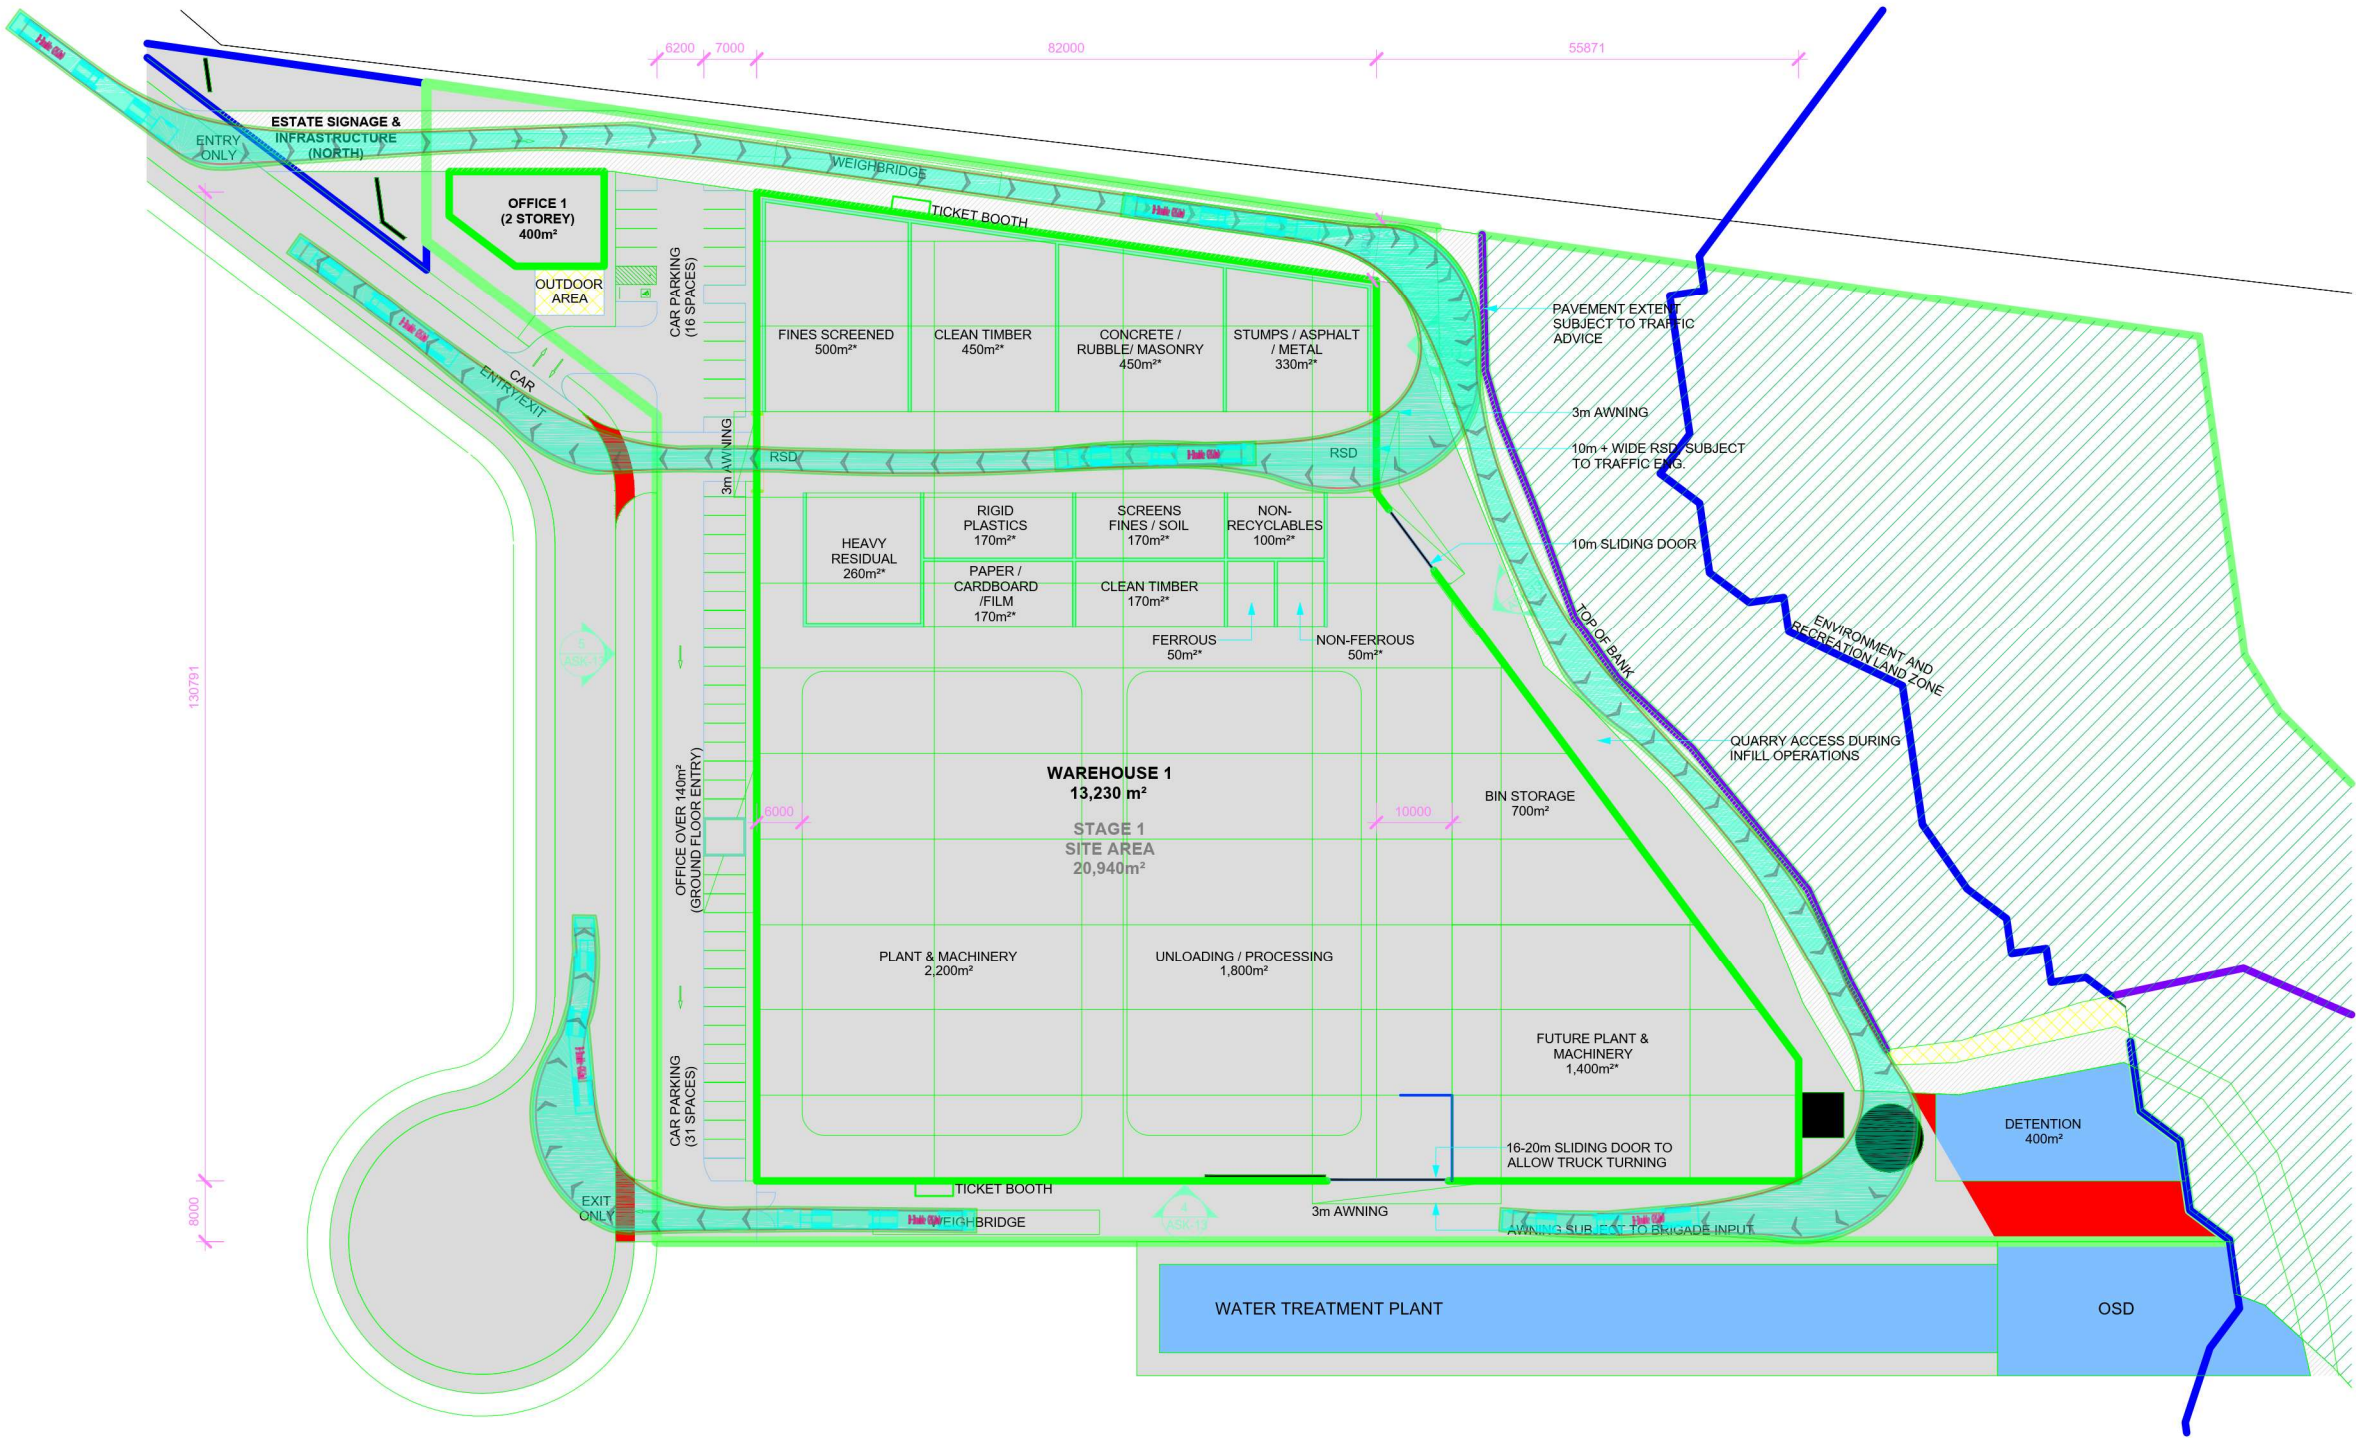 6200
7000
82000
55871
ESTATE SIGNAGE &
INFRASTRUCTURE
(NORTH)
ENTRY
ONLY
WEIGHBRIDGE
OFFICE 1
(2 STOREY)
400m²
TICKET BOOTH
OUTDOOR
AREA
CAR PARKING
(16 SPACES)
FINES SCREENED
500m²*
CLEAN TIMBER
450m²*
CONCRETE /
RUBBLE/ MASONRY
450m²*
STUMPS / ASPHALT
/ METAL
330m²*
PAVEMENT EXTENT
SUBJECT TO TRAFFIC
ADVICE
CAR
ENTRY/EXIT
3m AWNING
3m AWNING
RSD
RSD
10m + WIDE RSD, SUBJECT
TO TRAFFIC ENG.
HEAVY
RESIDUAL
260m²*
RIGID
PLASTICS
170m²*
SCREENS
FINES / SOIL
170m²*
NON-
RECYCLABLES
100m²*
10m SLIDING DOOR
PAPER /
CARDBOARD
/FILM
170m²*
CLEAN TIMBER
170m²*
FERROUS
50m²*
NON-FERROUS
50m²*
TOP OF BANK
ENVIRONMENT AND
RECREATION LAND ZONE
5
130791
QUARRY ACCESS DURING
INFILL OPERATIONS
OFFICE OVER 140m²
(GROUND FLOOR ENTRY)
WAREHOUSE 1
13,230 m²
STAGE 1
SITE AREA
20,940m²
6000
10000
BIN STORAGE
700m²
PLANT & MACHINERY
2,200m²
UNLOADING / PROCESSING
1,800m²
FUTURE PLANT &
MACHINERY
1,400m²*
CAR PARKING
(31 SPACES)
DETENTION
400m²
16-20m SLIDING DOOR TO
ALLOW TRUCK TURNING
8000
EXIT
ONLY
TICKET BOOTH
WEIGHBRIDGE
4
ASK-13
3m AWNING
AWNING SUBJECT TO BRIGADE INPUT
WATER TREATMENT PLANT
OSD